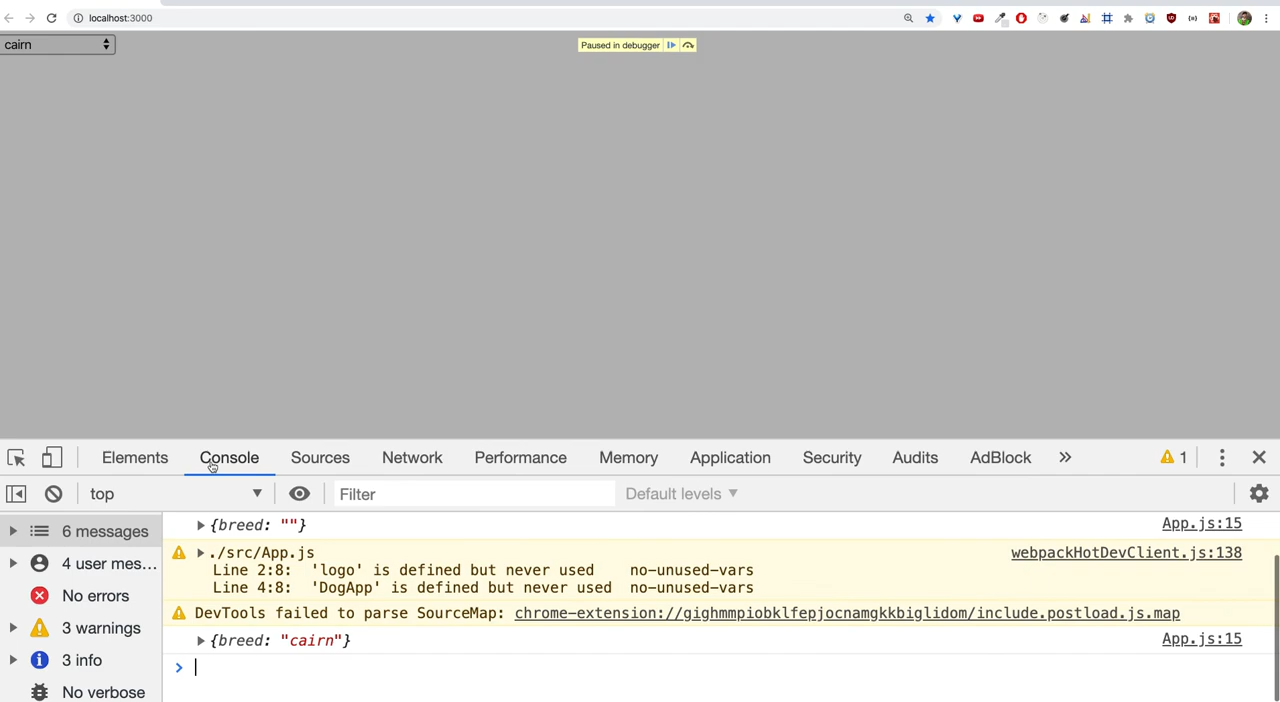 localhost:3000
cairn
Paused in debugger
Elements Console Sources Network Performance Memory Application Security Audits AdBlock » 1
top Filter Default levels
6 messages
4 user mes...
No errors
3 warnings
3 info
No verbose
{breed: ""} App.js:15
./src/App.js webpackHotDevClient.js:138
Line 2:8: 'logo' is defined but never used no-unused-vars
Line 4:8: 'DogApp' is defined but never used no-unused-vars
DevTools failed to parse SourceMap: chrome-extension://gighmmpiobklfepjocnamgkkbiglidom/include.postload.js.map
{breed: "cairn"} App.js:15
>